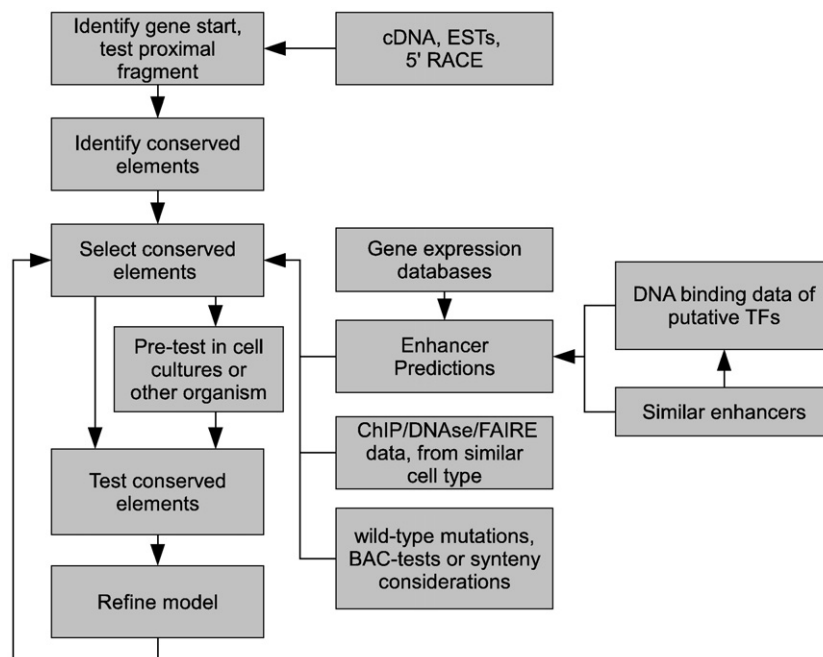 Identify gene start,
test proximal
fragment
cDNA, ESTs,
5' RACE
Identify conserved
elements
Select conserved
elements
Gene expression
databases
DNA binding data of
putative TFs
Pre-test in cell
cultures or
other organism
Enhancer
Predictions
Similar enhancers
ChIP/DNAse/FAIRE
data, from similar
cell type
Test conserved
elements
wild-type mutations,
BAC-tests or synteny
considerations
Refine model